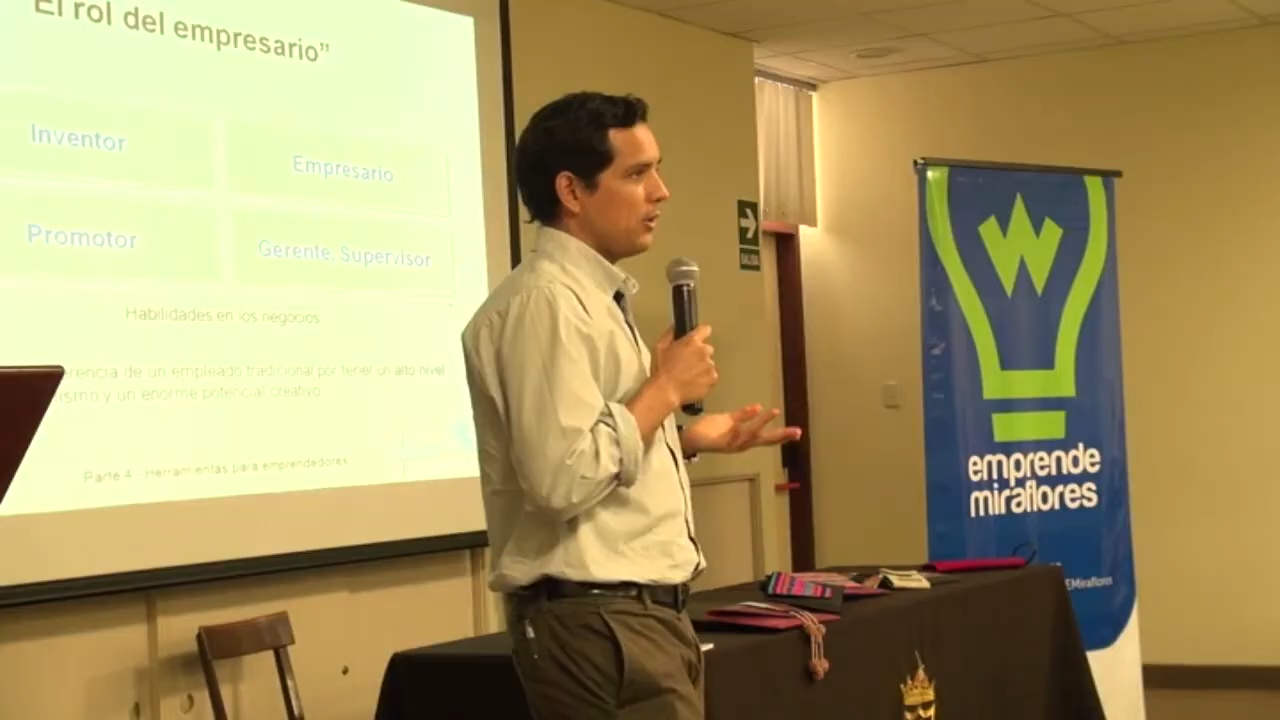 El rol del empresario”
Inventor
Empresario
Promotor
Gerente, Supervisor
Habilidades en los negocios
rencia de un empleado tradicional por tener un alto nivel
ismo y un enorme potencial creativo
Parte 4 - Herramientas para emprendedores
SALIDA
emprende
miraflores
EMiraflores